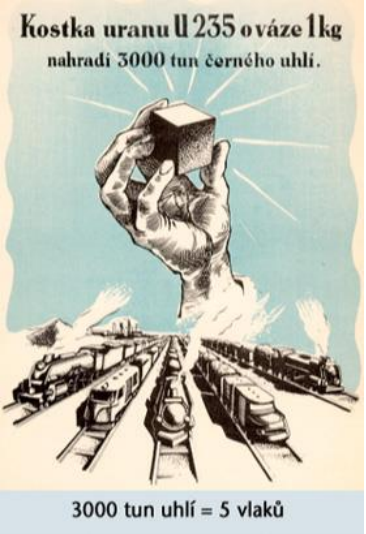 Kostka uranu U 235 o váze 1 kg
nahradí 3000 tun černého uhlí.
3000 tun uhlí = 5 vlaků